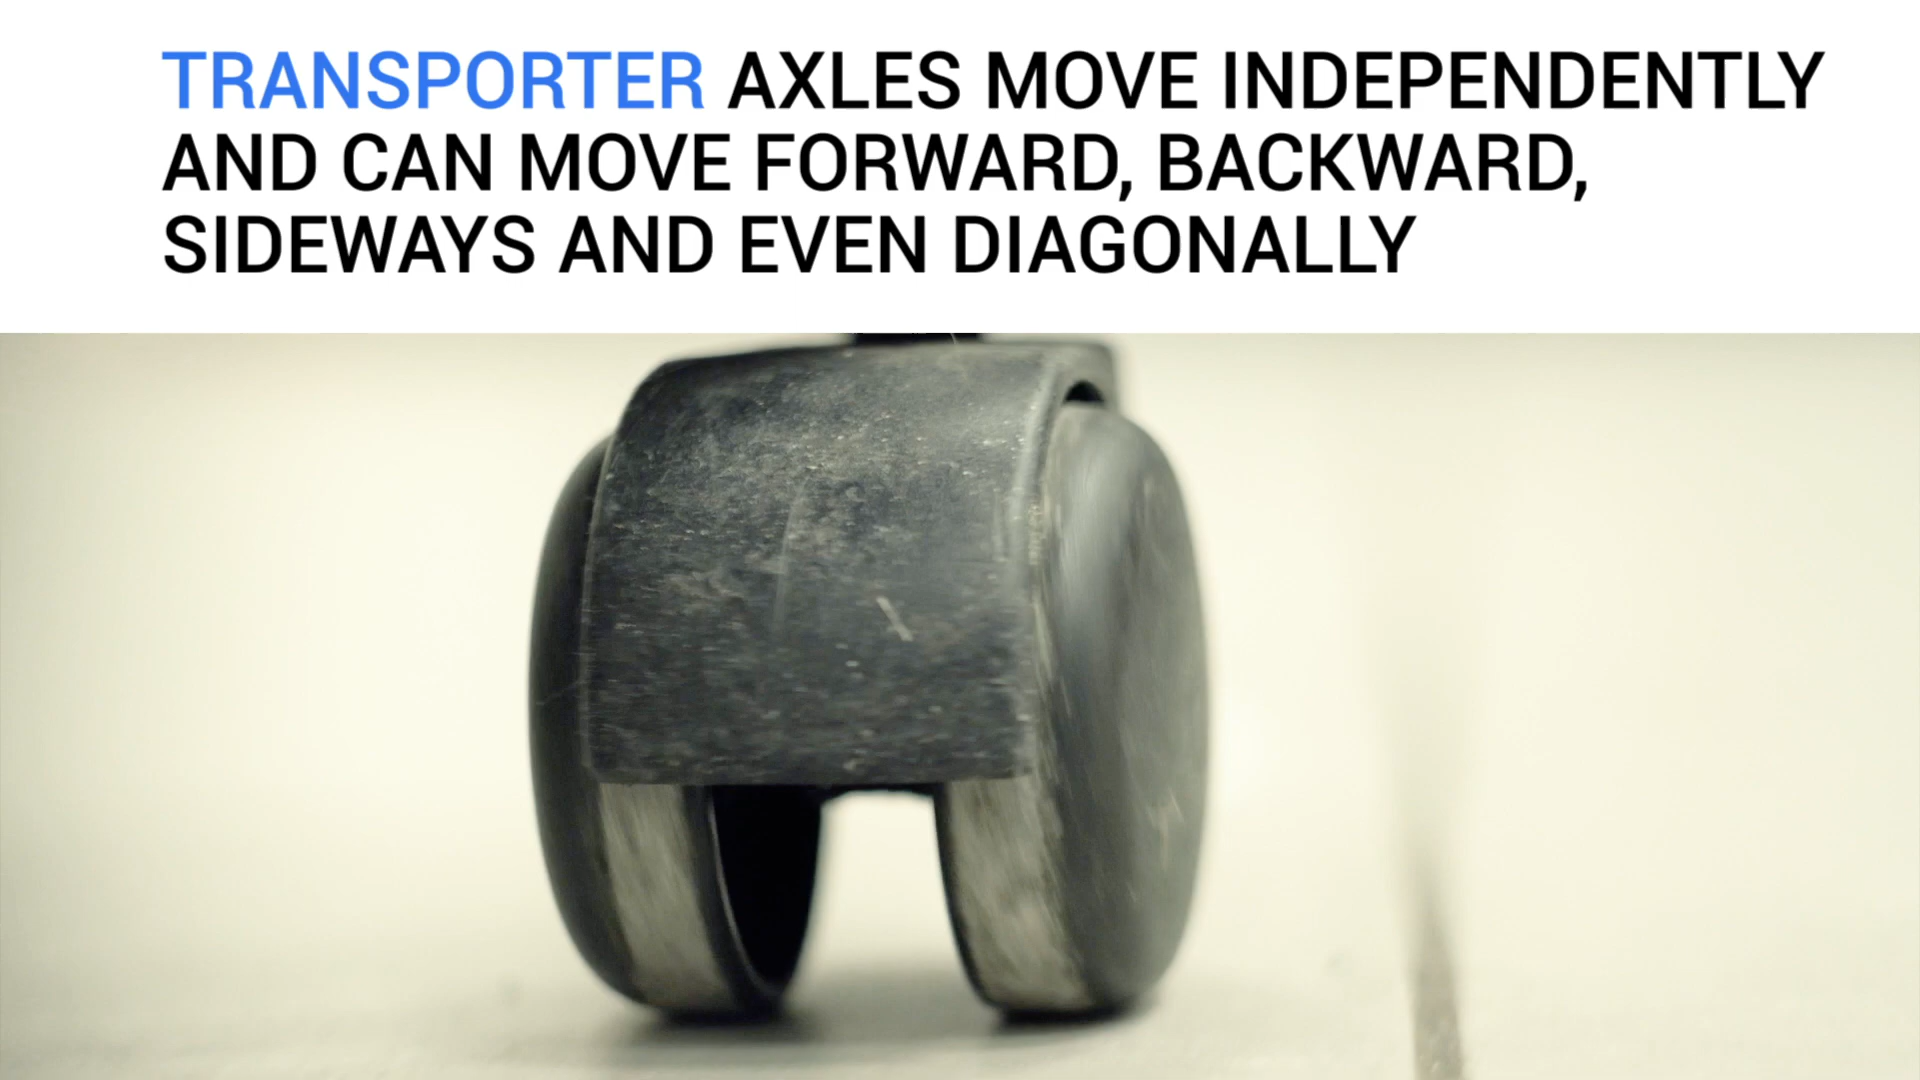 TRANSPORTER AXLES MOVE INDEPENDENTLY
AND CAN MOVE FORWARD, BACKWARD,
SIDEWAYS AND EVEN DIAGONALLY